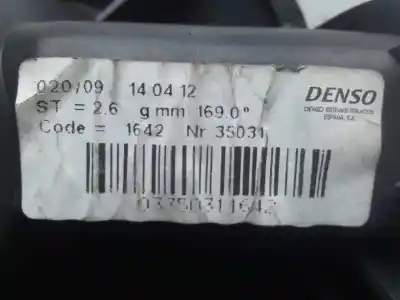 020/09 14 04 12
ST = 2.6 g mm 169.0°
Code = 1642 Nr 35031
DENSO
DENSO SISTEMAS TERMICOS
ESPAÑA, S.A.
03750311642